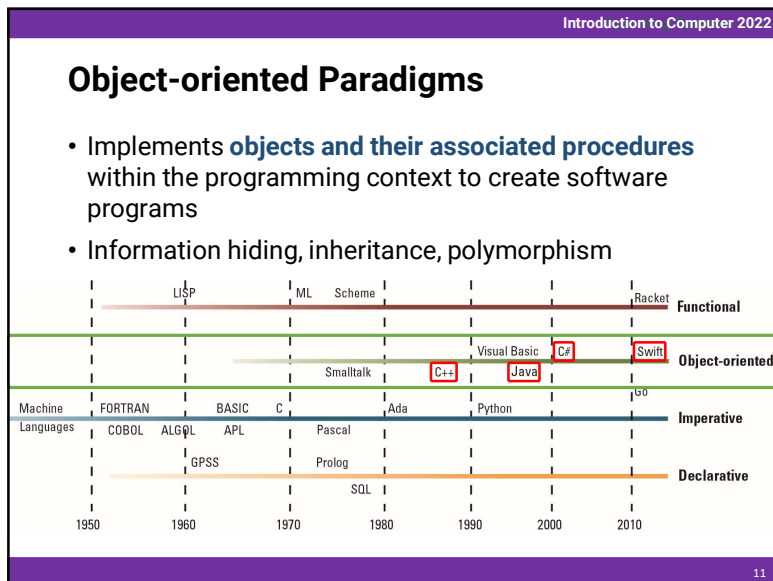 Introduction to Computer 2022
Object-oriented Paradigms
• Implements objects and their associated procedures
within the programming context to create software
programs
• Information hiding, inheritance, polymorphism
LISP ML Scheme Racket
Functional
Visual Basic C# Swift
Object-oriented
Smalltalk C++ Java
Go
Machine FORTRAN BASIC C Ada Python
Imperative
Languages COBOL ALGOL APL Pascal
GPSS Prolog
Declarative
SQL
1950 1960 1970 1980 1990 2000 2010
11